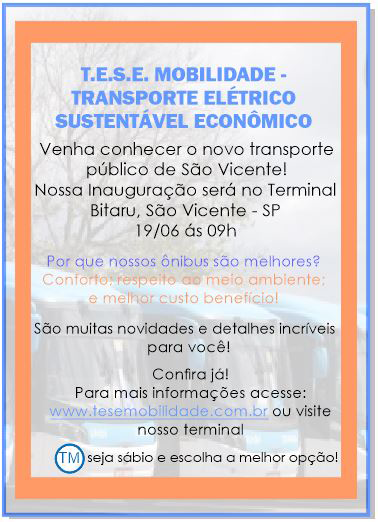 T.E.S.E. MOBILIDADE -
TRANSPORTE ELÉTRICO
SUSTENTÁVEL ECONÔMICO
Venha conhecer o novo transporte
público de São Vicente!
Nossa Inauguração será no Terminal
Bitaru, São Vicente - SP
19/06 ás 09h
Por que nossos ônibus são melhores?
Conforto; respeito ao meio ambiente;
e melhor custo benefício!
São muitas novidades e detalhes incríveis
para você!
Confira já!
Para mais informações acesse:
www.tesemobilidade.com.br ou visite
nosso terminal
TM seja sábio e escolha a melhor opção!